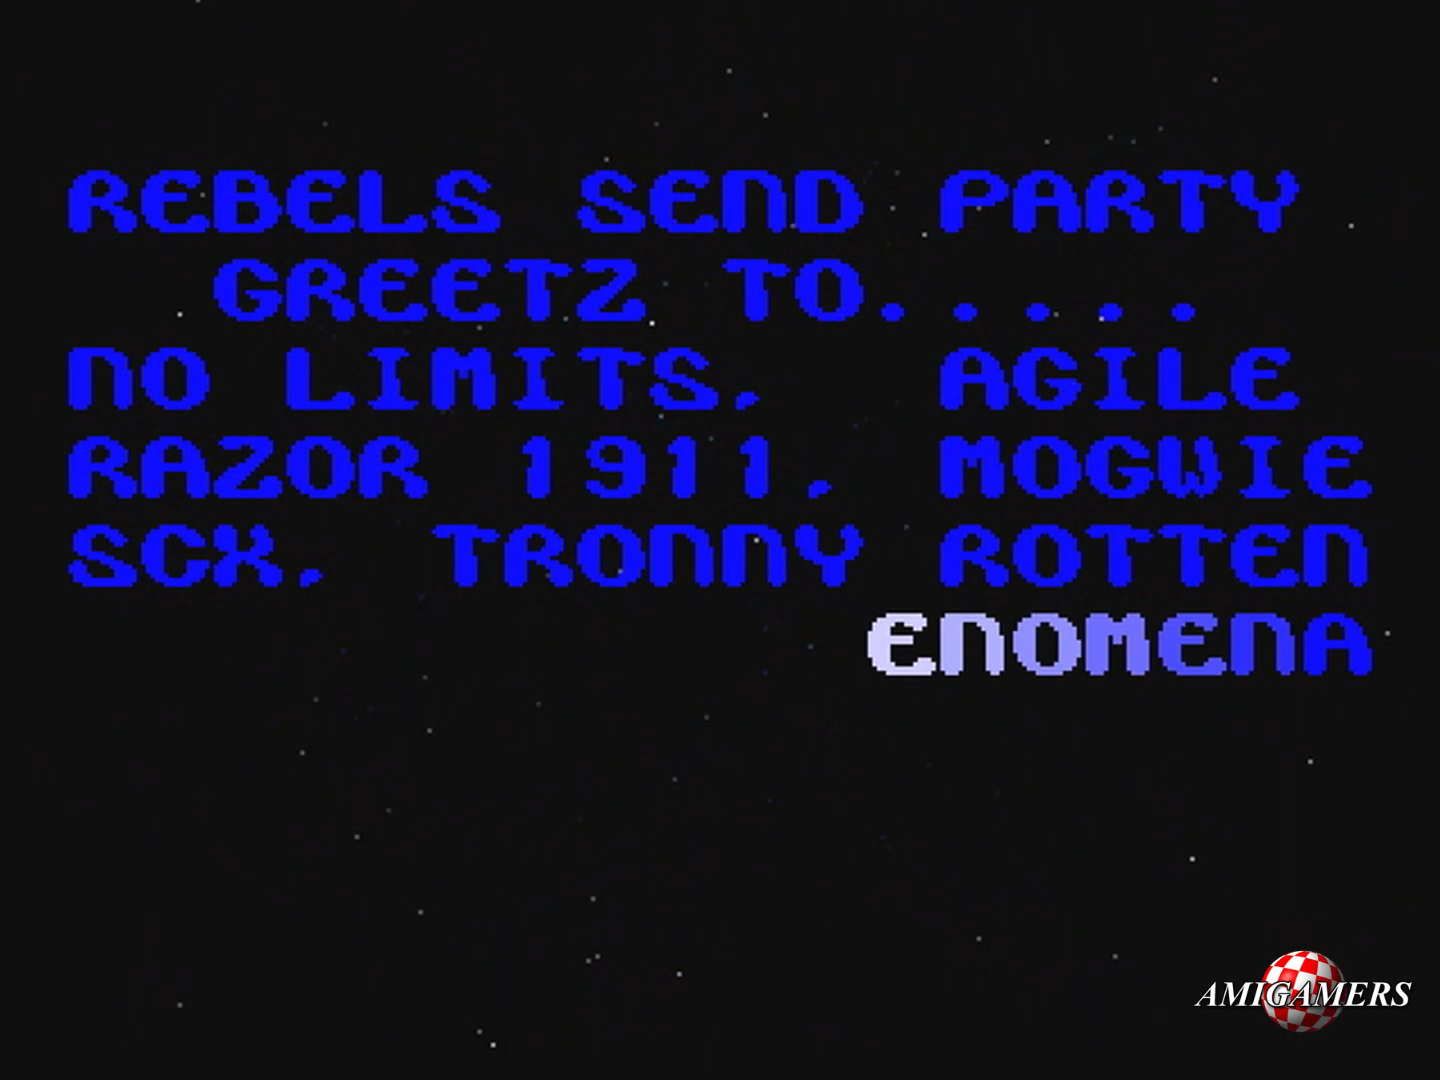 REBELS SEND PARTY
GREETZ TO.....
NO LIMITS, AGILE
RAZOR 1911, MOGWIE
SCX, TRONNY ROTTEN
ENOMENA
AMIGAMERS